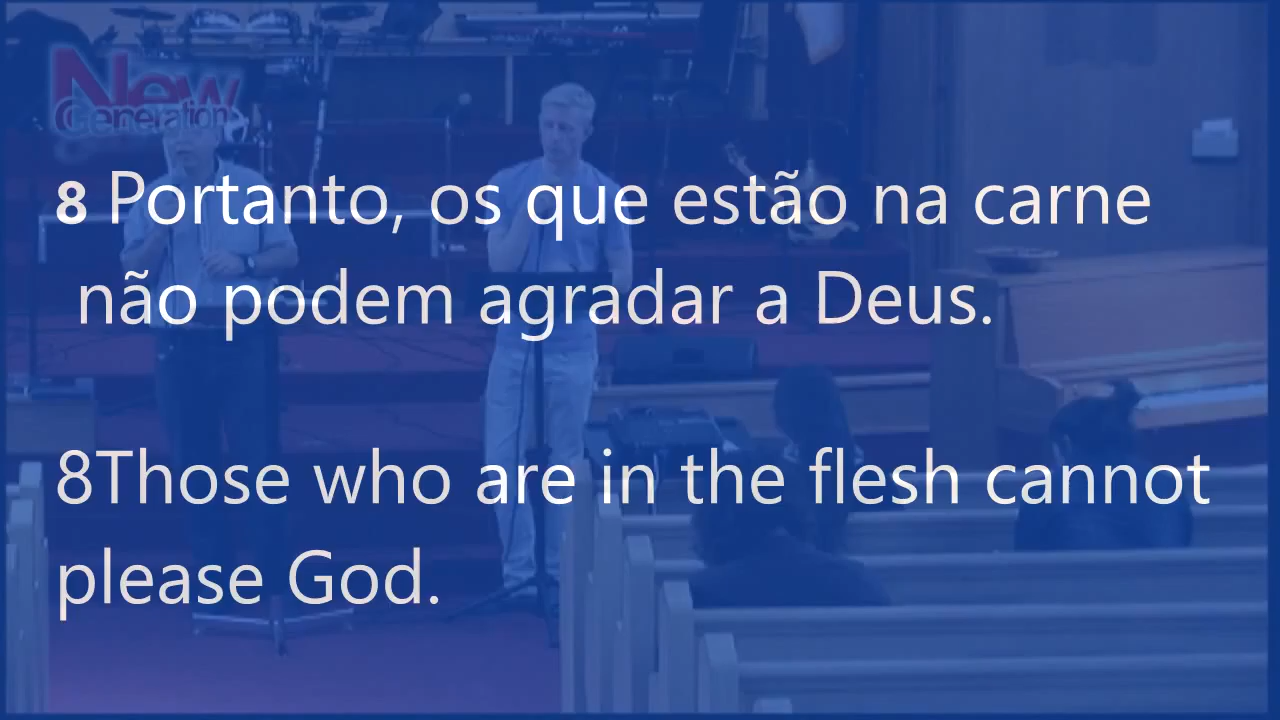 New
Generation
8 Portanto, os que estão na carne
não podem agradar a Deus.
8Those who are in the flesh cannot
please God.